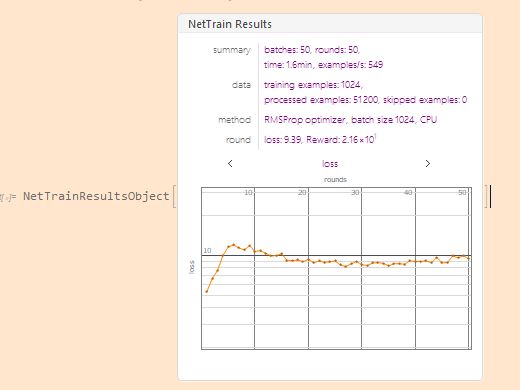 NetTrain Results
summary batches: 50, rounds: 50,
time: 1.6min, examples/s: 549
data training examples: 1024,
processed examples: 51200, skipped examples: 0
method RMSProp optimizer, batch size 1024, CPU
round loss: 9.39, Reward: 2.16×10¹
< loss >
rounds
10 20 30 40 50
NetTrainResultsObject[ ]
10
loss